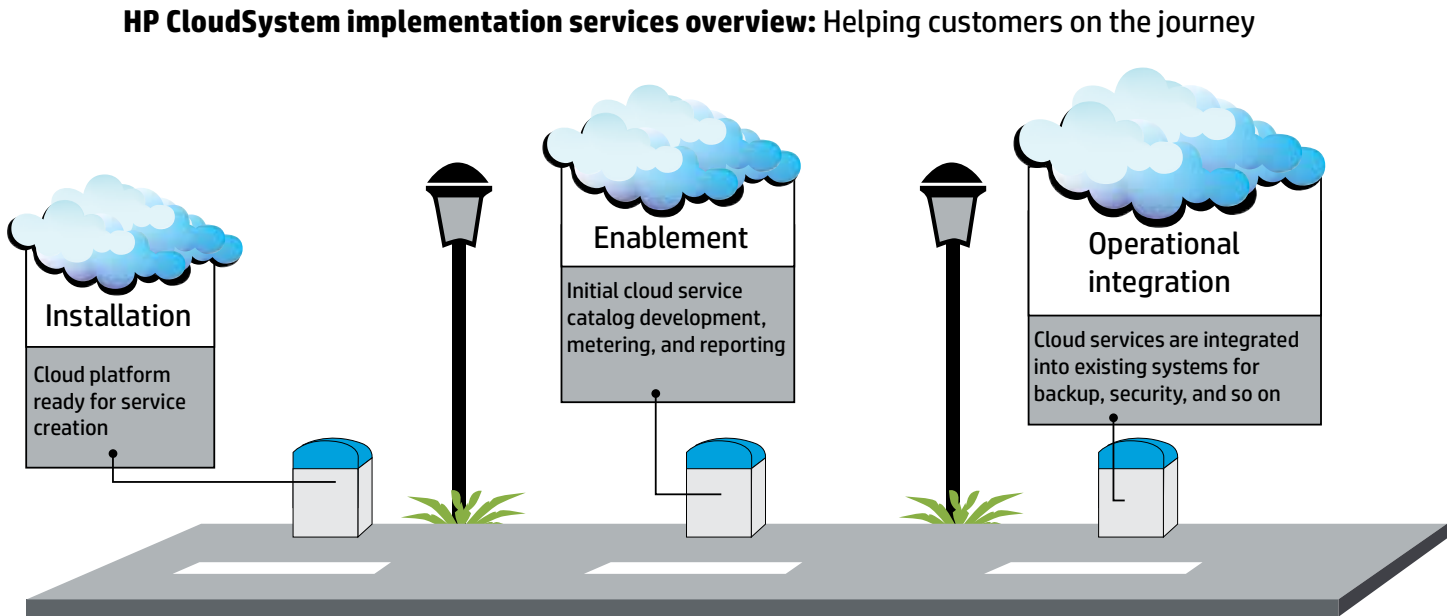 HP CloudSystem implementation services overview: Helping customers on the journey
Installation
Cloud platform
ready for service
creation
Enablement
Initial cloud service
catalog development,
metering, and reporting
Operational
integration
Cloud services are integrated
into existing systems for
backup, security, and so on